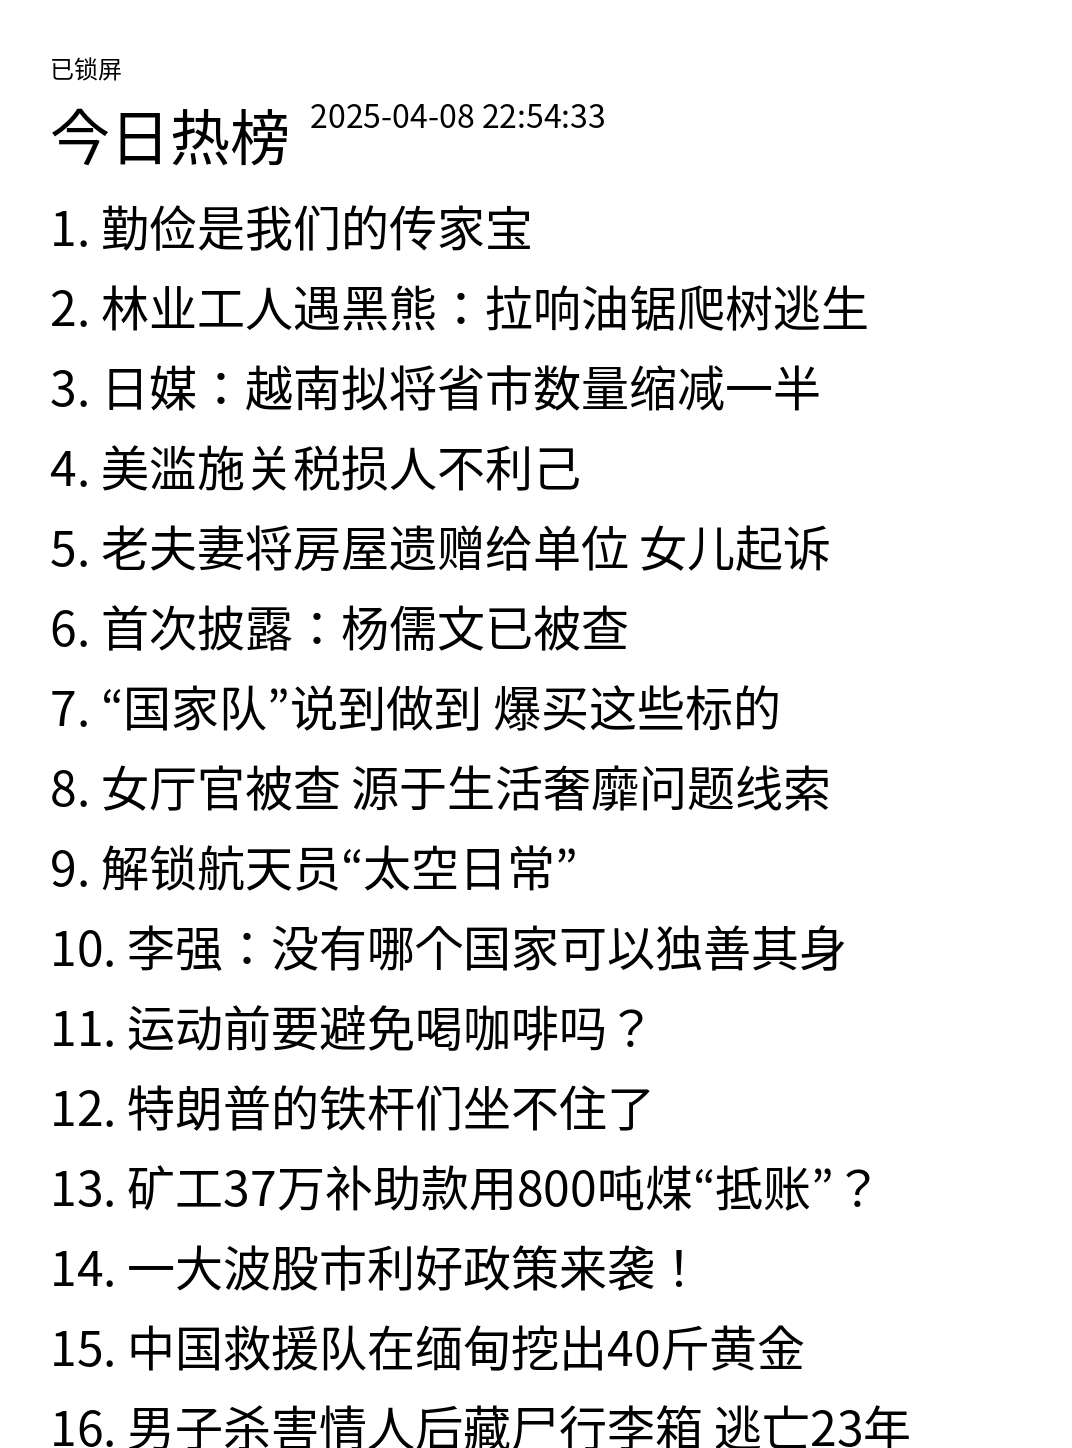 已锁屏
今日热榜 2025-04-08 22:54:33
1. 勤俭是我们的传家宝
2. 林业工人遇黑熊：拉响油锯爬树逃生
3. 日媒：越南拟将省市数量缩减一半
4. 美滥施关税损人不利己
5. 老夫妻将房屋遗赠给单位 女儿起诉
6. 首次披露：杨儒文已被查
7. “国家队”说到做到 爆买这些标的
8. 女厅官被查 源于生活奢靡问题线索
9. 解锁航天员“太空日常”
10. 李强：没有哪个国家可以独善其身
11. 运动前要避免喝咖啡吗？
12. 特朗普的铁杆们坐不住了
13. 矿工37万补助款用800吨煤“抵账”？
14. 一大波股市利好政策来袭！
15. 中国救援队在缅甸挖出40斤黄金
16. 男子杀害情人后藏尸行李箱 逃亡23年